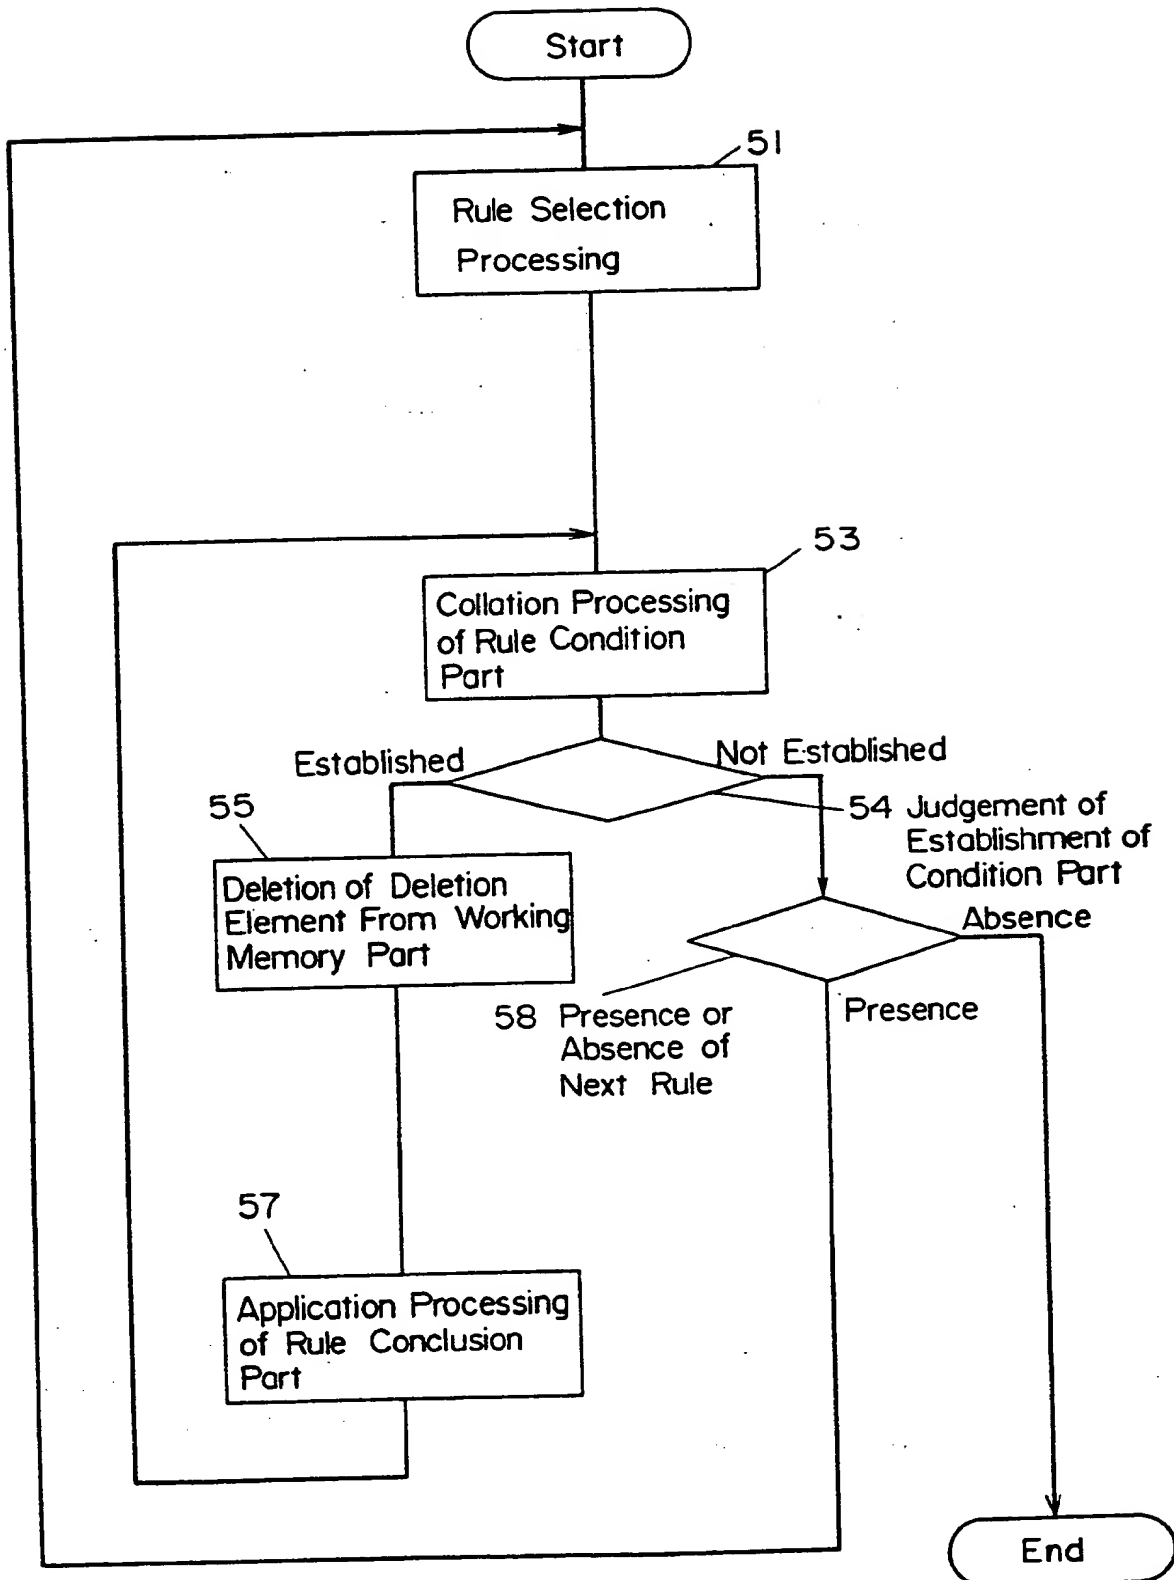 Start
51
Rule Selection
Processing
53
Collation Processing
of Rule Condition
Part
Established
Not Established
54 Judgement of
Establishment of
Condition Part
55
Deletion of Deletion
Element From Working
Memory Part
Absence
58 Presence or
Absence of
Next Rule
Presence
57
Application Processing
of Rule Conclusion
Part
End